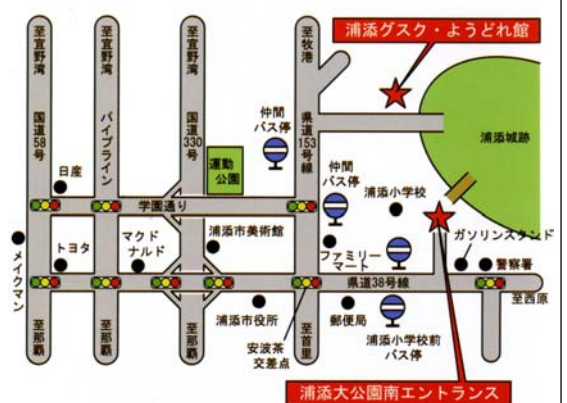 至宜野湾
至宜野湾
至宜野湾
至牧港
浦添グスク・ようどれ館
国道58号
パイプライン
国道330号
県道153号線
仲間
バス停
浦添城跡
日産
運動
公園
仲間
バス停
浦添小学校
学園通り
メイクマン
トヨタ
マクド
ナルド
浦添市美術館
ファミリー
マート
ガソリンスタンド
警察署
県道38号線
至西原
至那覇
至那覇
至那覇
浦添市役所
安波茶
交差点
至首里
郵便局
浦添小学校前
バス停
浦添大公園南エントランス